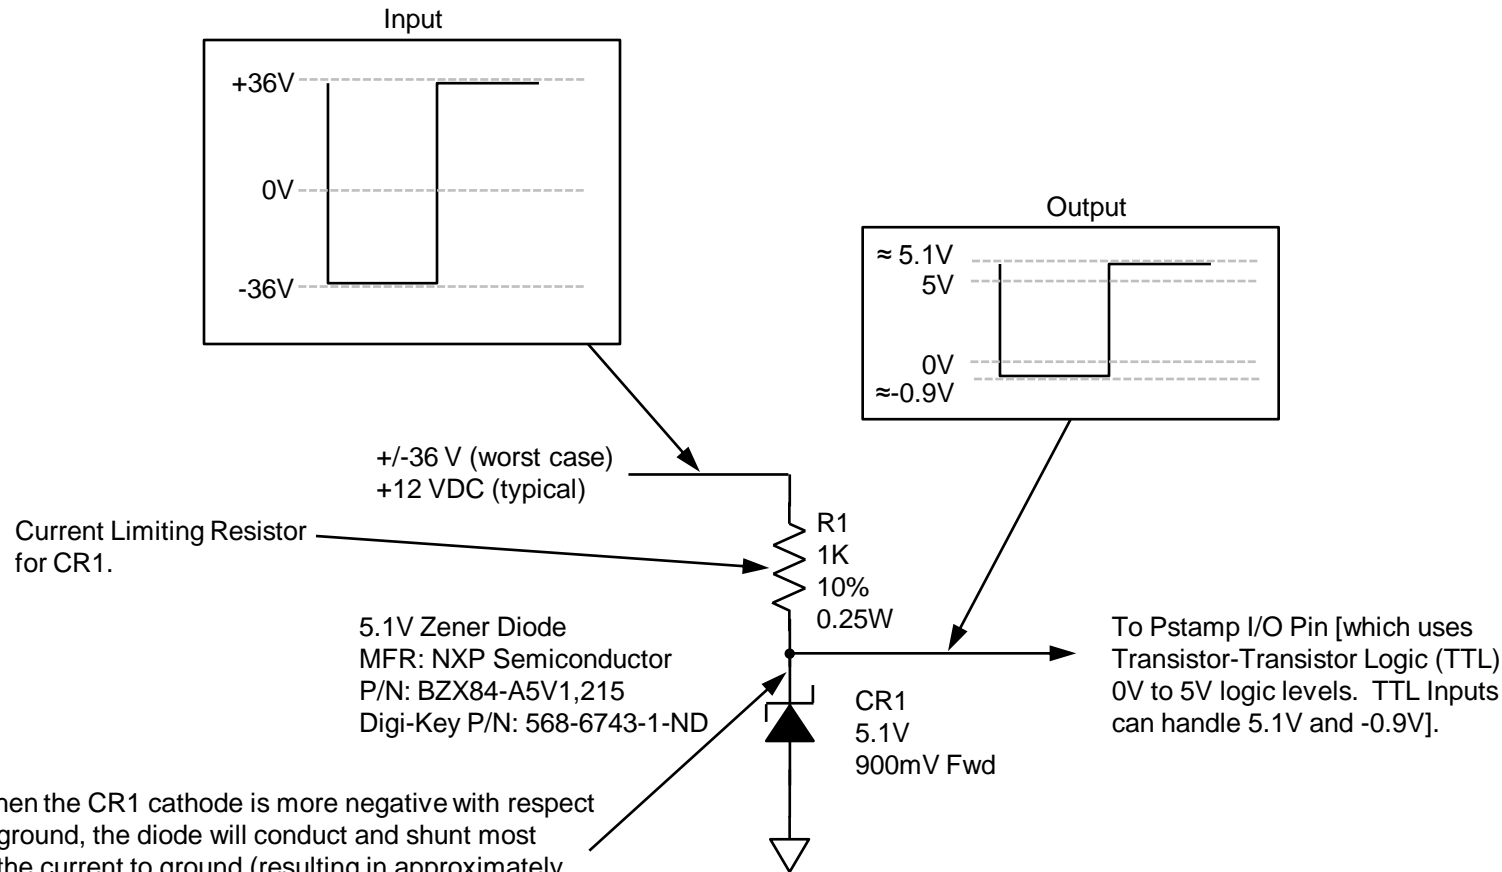 Input
+36V
0V
-36V
Output
≈ 5.1V
5V
0V
≈-0.9V
+/-36 V (worst case)
+12 VDC (typical)
Current Limiting Resistor
for CR1.
R1
1K
10%
0.25W
5.1V Zener Diode
MFR: NXP Semiconductor
P/N: BZX84-A5V1,215
Digi-Key P/N: 568-6743-1-ND
To Pstamp I/O Pin [which uses
Transistor-Transistor Logic (TTL)
0V to 5V logic levels. TTL Inputs
can handle 5.1V and -0.9V].
CR1
5.1V
900mV Fwd
the CR1 cathode is more negative with respect
ground, the diode will conduct and shunt most
the current to ground (resulting in approximately